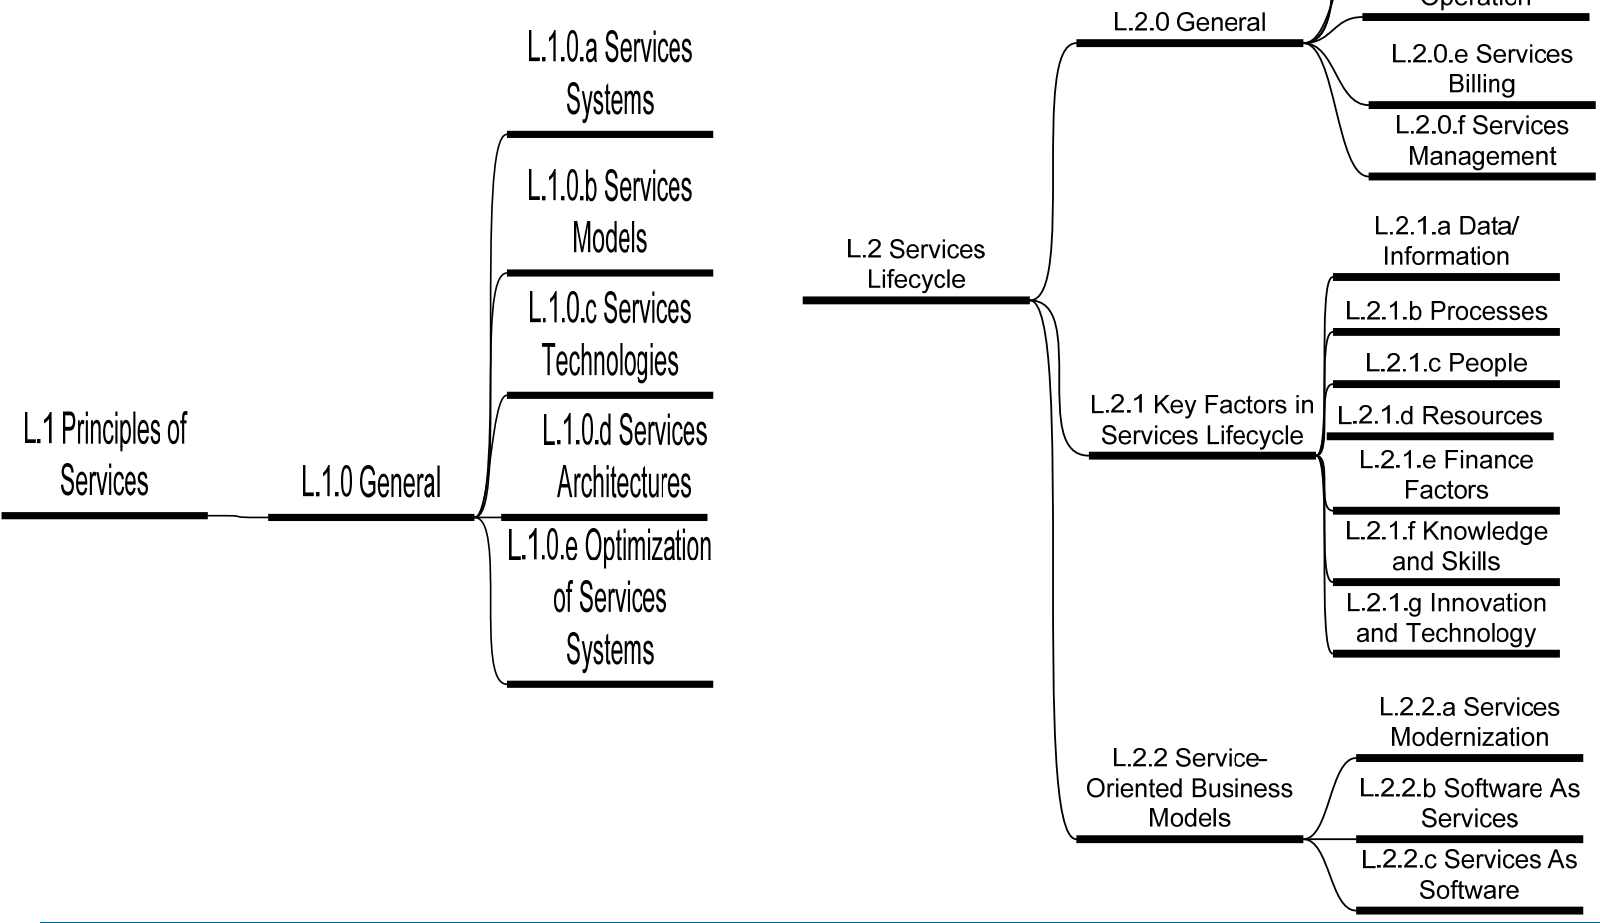 L.1.0.a Services
Systems
L.1.0.b Services
Models
L.1.0.c Services
Technologies
L.1 Principles of
Services
L.1.0 General
L.1.0.d Services
Architectures
L.1.0.e Optimization
of Services
Systems
L.2 Services
Lifecycle
L.2.0 General
Operation
L.2.0.e Services
Billing
L.2.0.f Services
Management
L.2.1 Key Factors in
Services Lifecycle
L.2.1.a Data/
Information
L.2.1.b Processes
L.2.1.c People
L.2.1.d Resources
L.2.1.e Finance
Factors
L.2.1.f Knowledge
and Skills
L.2.1.g Innovation
and Technology
L.2.2 Service-
Oriented Business
Models
L.2.2.a Services
Modernization
L.2.2.b Software As
Services
L.2.2.c Services As
Software